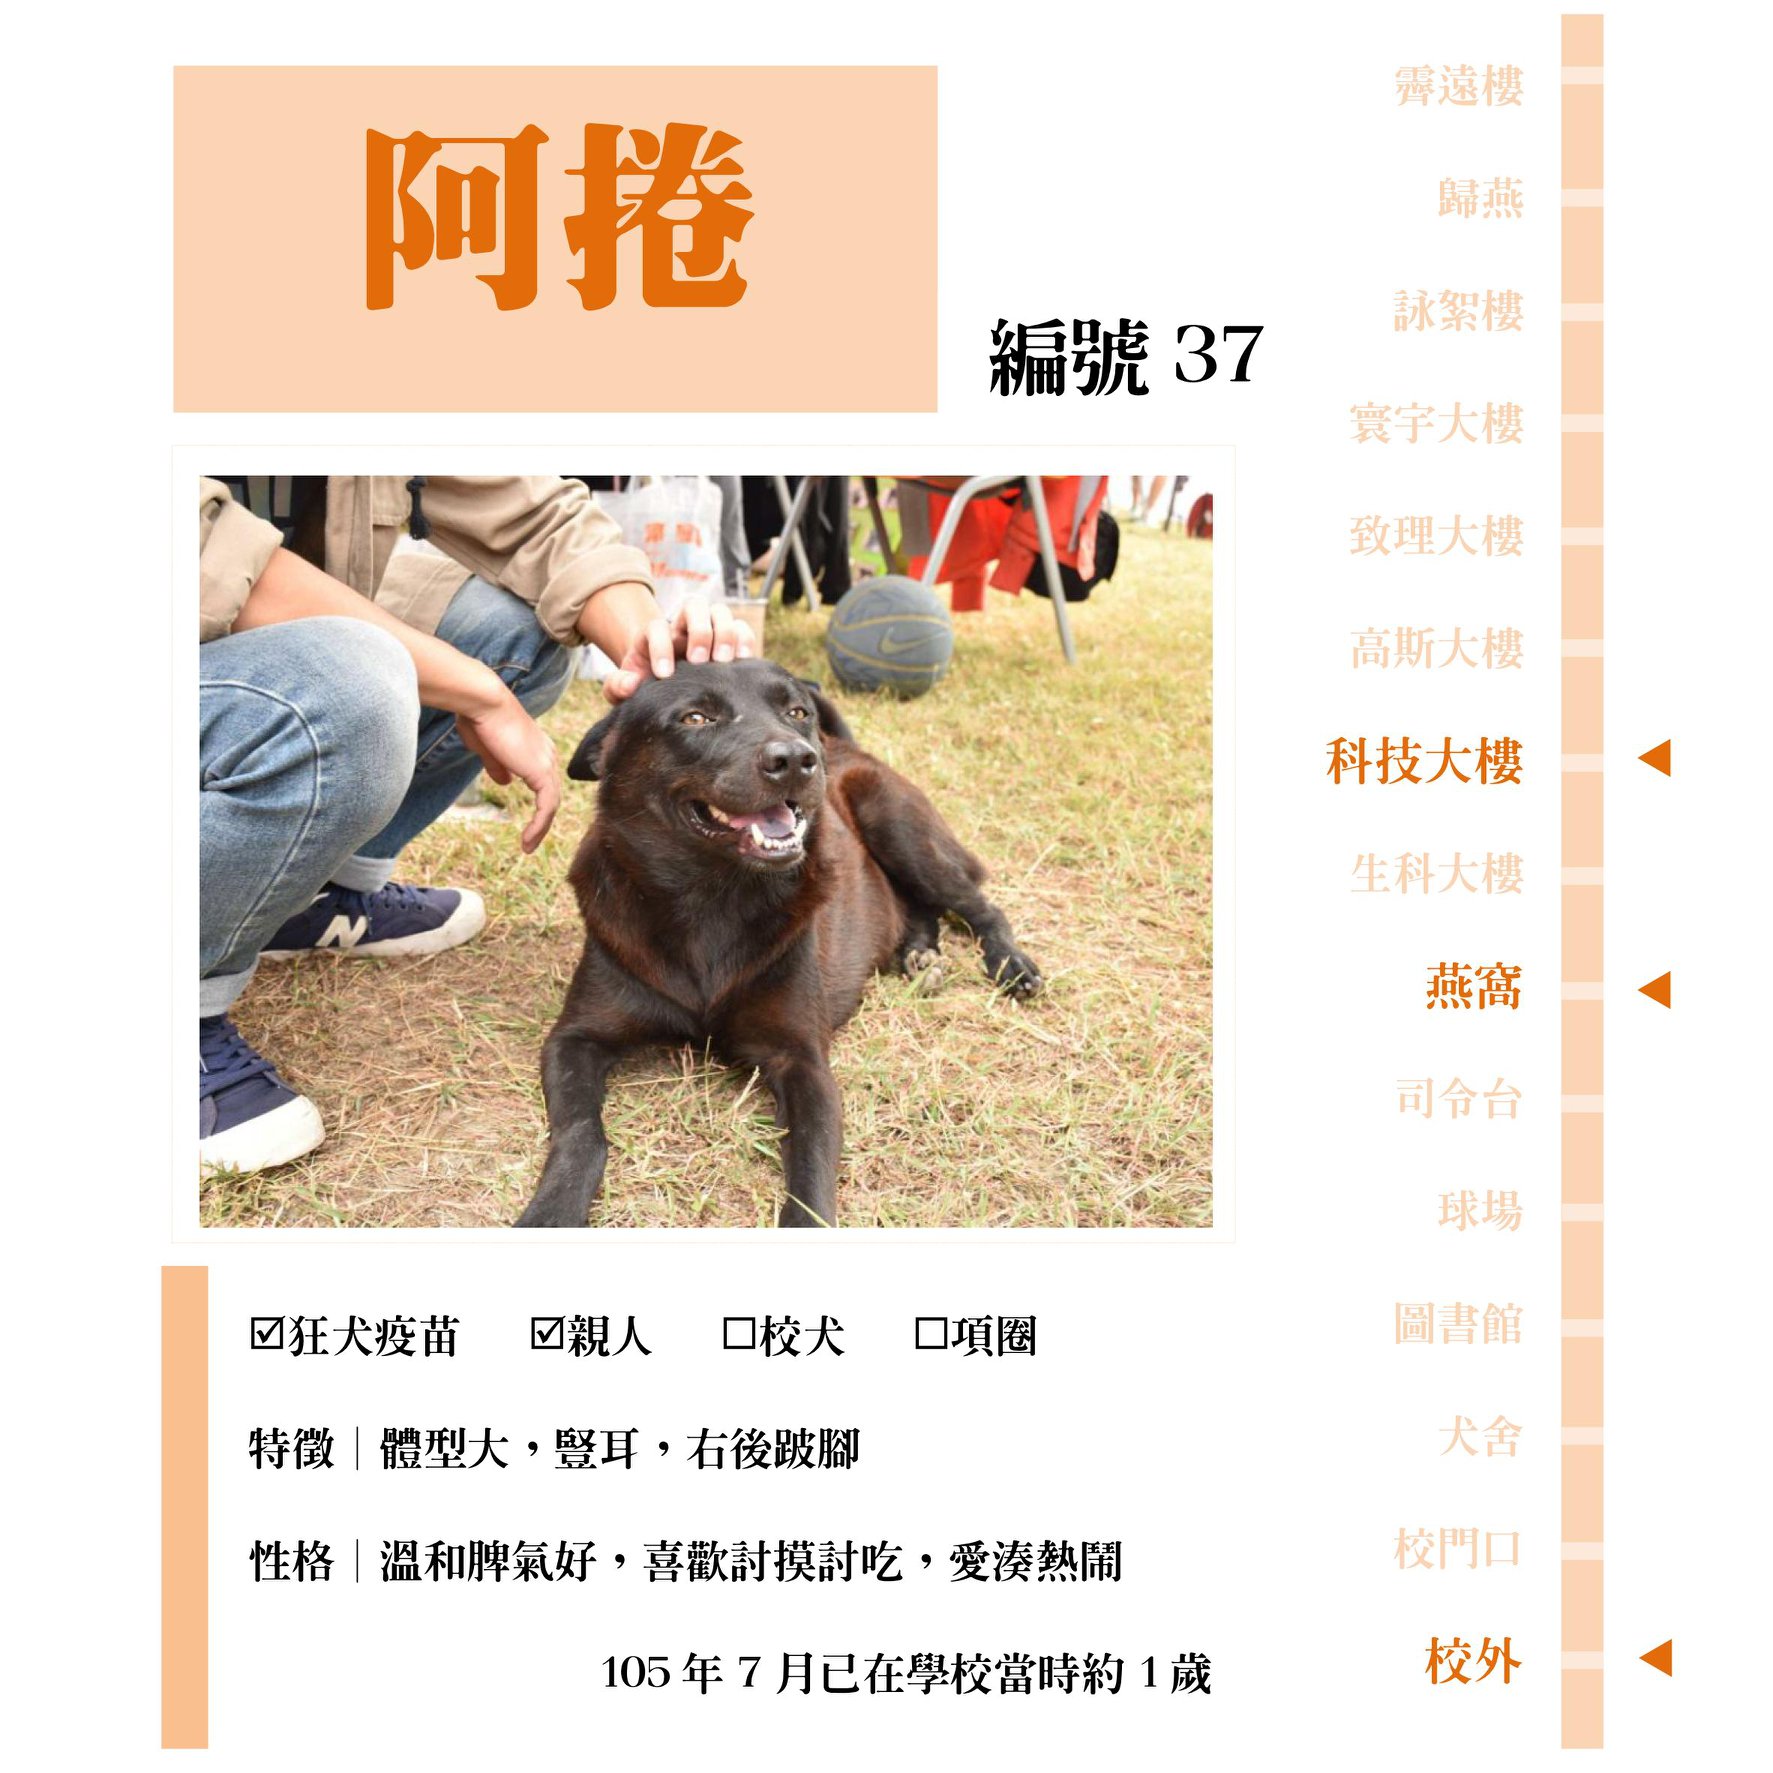 阿捲
編號 37
霽遠樓
歸燕
詠絮樓
寰宇大樓
致理大樓
高斯大樓
科技大樓
生科大樓
燕窩
司令台
球場
圖書館
犬舍
校門口
校外
N
☑狂犬疫苗 ☑親人 ☐校犬 ☐項圈
特徵｜體型大，豎耳，右後跛腳
性格｜溫和脾氣好，喜歡討摸討吃，愛湊熱鬧
105 年 7 月已在學校當時約 1 歲